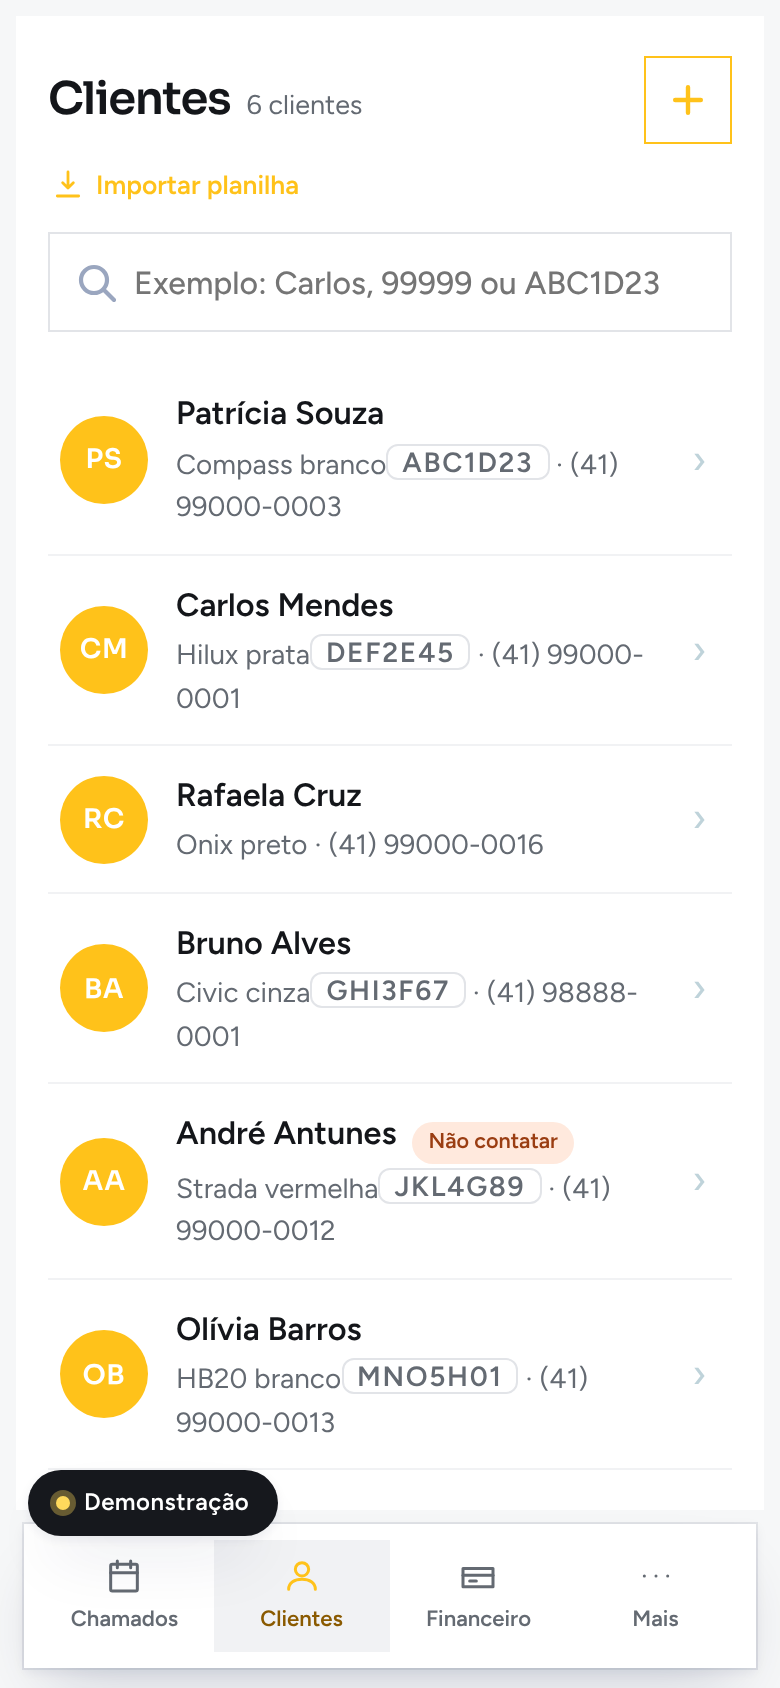 Clientes 6 clientes
+
Importar planilha
Exemplo: Carlos, 99999 ou ABC1D23
PS
Patrícia Souza
Compass branco ABC1D23 · (41)
99000-0003
CM
Carlos Mendes
Hilux prata DEF2E45 · (41) 99000-
0001
RC
Rafaela Cruz
Onix preto · (41) 99000-0016
BA
Bruno Alves
Civic cinza GHI3F67 · (41) 98888-
0001
AA
André Antunes Não contatar
Strada vermelha JKL4G89 · (41)
99000-0012
OB
Olívia Barros
HB20 branco MNO5H01 · (41)
99000-0013
Demonstração
Chamados Clientes Financeiro Mais